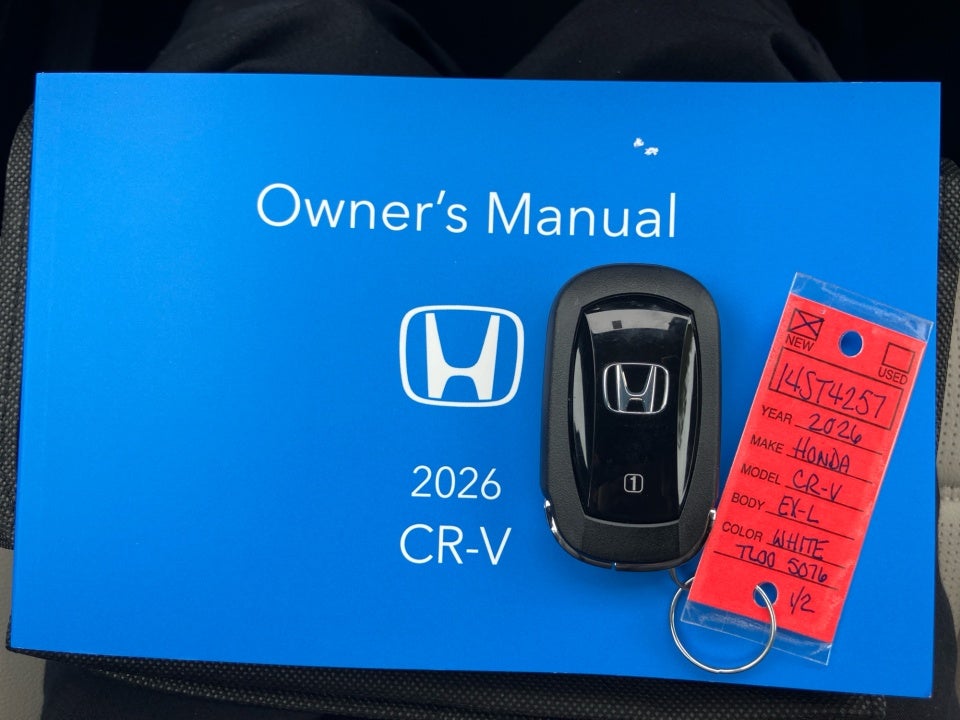 Owner's Manual
2026
CR-V
1
NEW
USED
14ST4257
YEAR 2026
MAKE HONDA
MODEL CR-V
BODY EX-L
COLOR WHITE
TL00 5076
1/2